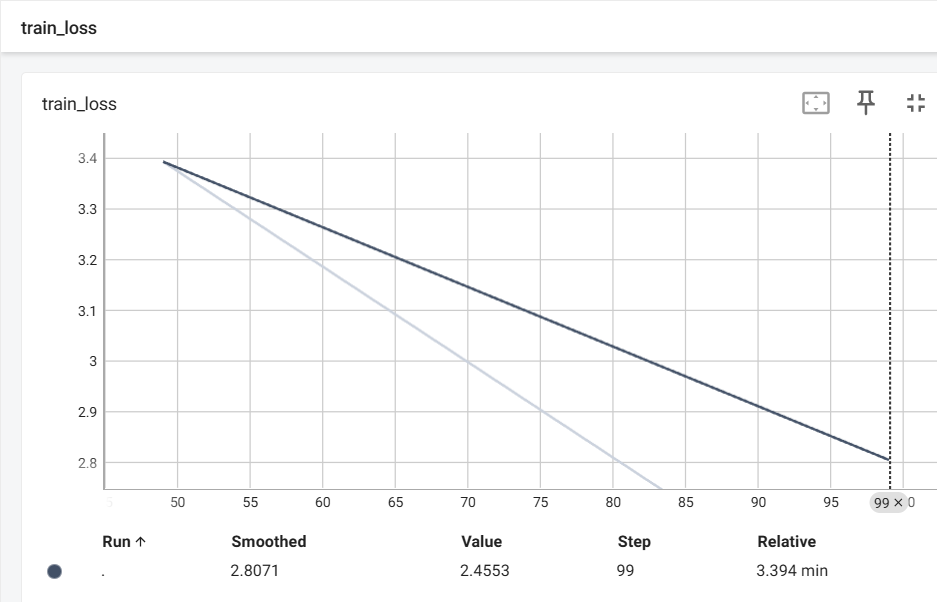 train_loss
train_loss
3.4
3.3
3.2
3.1
3
2.9
2.8
50 55 60 65 70 75 80 85 90 95 99 × 0
Run ↑ Smoothed Value Step Relative
. 2.8071 2.4553 99 3.394 min